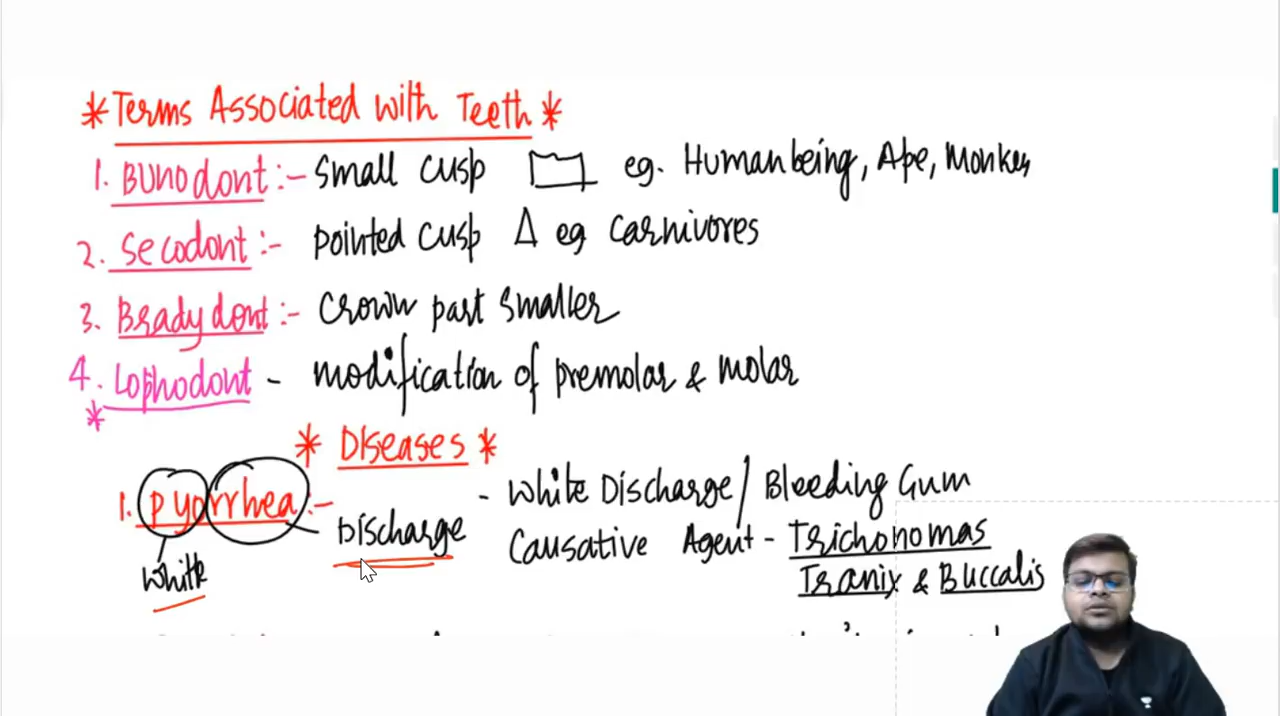 * Terms Associated with Teeth *
1. BUnodont :- Small Cusp eg. Human being, Ape, Monkey
2. Secodont :- Pointed Cusp eg Carnivores
3. Bradydont :- Crown part Smaller
4. Lophodont - modification of premolar & molar
*
* Diseases *
1. Pyorrhea :- - White Discharge / Bleeding Gum
Discharge Causative Agent - Trichonomas
White Tranix & Buccalis